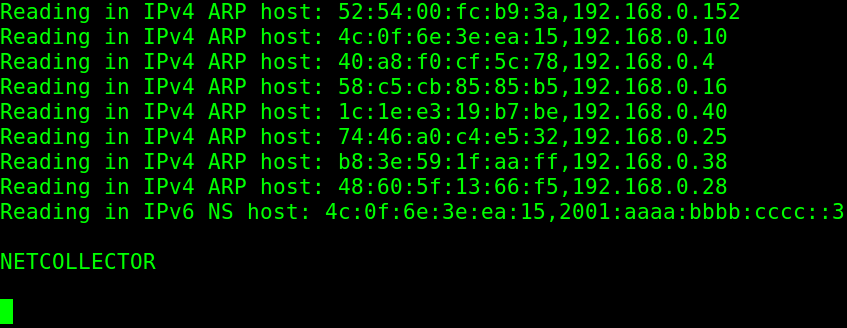 Reading in IPv4 ARP host: 52:54:00:fc:b9:3a,192.168.0.152
Reading in IPv4 ARP host: 4c:0f:6e:3e:ea:15,192.168.0.10
Reading in IPv4 ARP host: 40:a8:f0:cf:5c:78,192.168.0.4
Reading in IPv4 ARP host: 58:c5:cb:85:85:b5,192.168.0.16
Reading in IPv4 ARP host: 1c:1e:e3:19:b7:be,192.168.0.40
Reading in IPv4 ARP host: 74:46:a0:c4:e5:32,192.168.0.25
Reading in IPv4 ARP host: b8:3e:59:1f:aa:ff,192.168.0.38
Reading in IPv4 ARP host: 48:60:5f:13:66:f5,192.168.0.28
Reading in IPv6 NS host: 4c:0f:6e:3e:ea:15,2001:aaaa:bbbb:cccc::3
NETCOLLECTOR